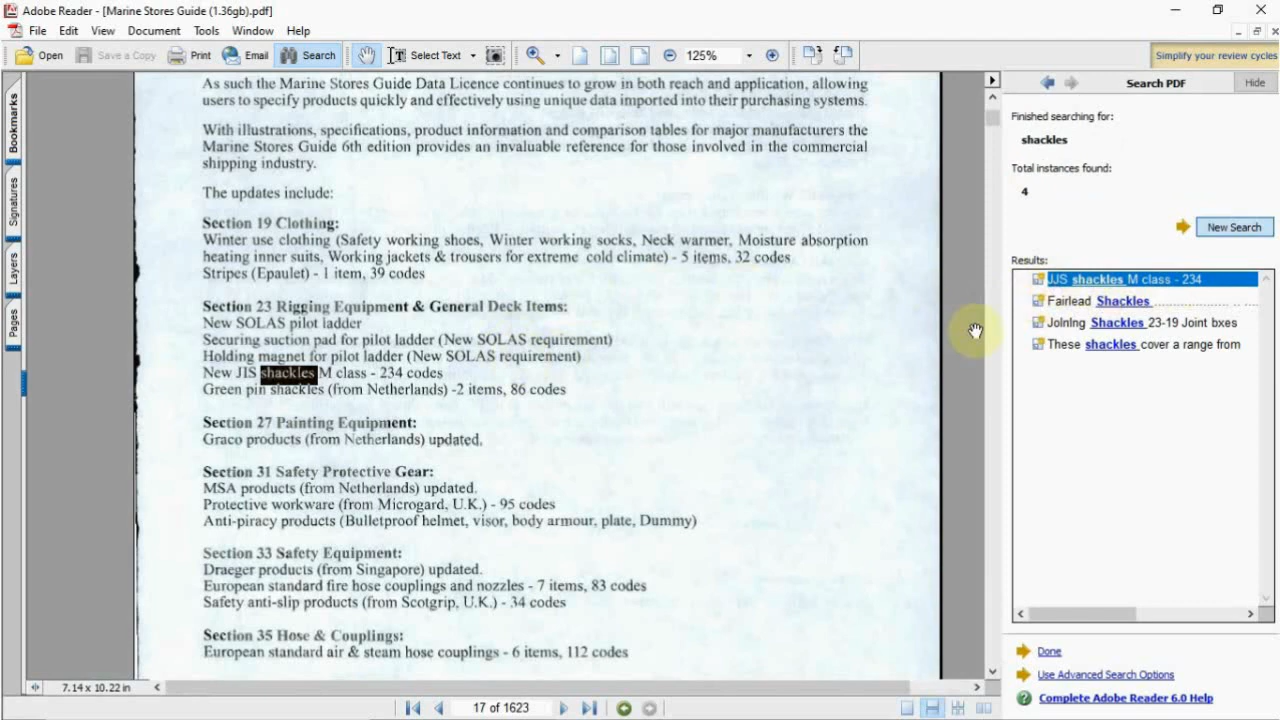 Adobe Reader - [Marine Stores Guide (1.36gb).pdf]
File Edit View Document Tools Window Help
Open Save a Copy Print Email Search Select Text 125% Simplify your review cycles
Bookmarks
Signatures
Layers
Pages
As such the Marine Stores Guide Data Licence continues to grow in both reach and application, allowing
users to specify products quickly and effectively using unique data imported into their purchasing systems.
With illustrations, specifications, product information and comparison tables for major manufacturers the
Marine Stores Guide 6th edition provides an invaluable reference for those involved in the commercial
shipping industry.
The updates include:
Section 19 Clothing:
Winter use clothing (Safety working shoes, Winter working socks, Neck warmer, Moisture absorption
heating inner suits, Working jackets & trousers for extreme cold climate) - 5 items, 32 codes
Stripes (Epaulet) - 1 item, 39 codes
Section 23 Rigging Equipment & General Deck Items:
New SOLAS pilot ladder
Securing suction pad for pilot ladder (New SOLAS requirement)
Holding magnet for pilot ladder (New SOLAS requirement)
New JIS shackles M class - 234 codes
Green pin shackles (from Netherlands) -2 items, 86 codes
Section 27 Painting Equipment:
Graco products (from Netherlands) updated.
Section 31 Safety Protective Gear:
MSA products (from Netherlands) updated.
Protective workware (from Microgard, U.K.) - 95 codes
Anti-piracy products (Bulletproof helmet, visor, body armour, plate, Dummy)
Section 33 Safety Equipment:
Draeger products (from Singapore) updated.
European standard fire hose couplings and nozzles - 7 items, 83 codes
Safety anti-slip products (from Scotgrip, U.K.) - 34 codes
Section 35 Hose & Couplings:
European standard air & steam hose couplings - 6 items, 112 codes
7.14 x 10.22 in
17 of 1623
Search PDF Hide
Finished searching for:
shackles
Total instances found:
4
New Search
Results:
JJS shackles M class - 234
Fairlead Shackles ........................
JoInIng Shackles 23-19 Joint bxes
These shackles cover a range from
Done
Use Advanced Search Options
Complete Adobe Reader 6.0 Help